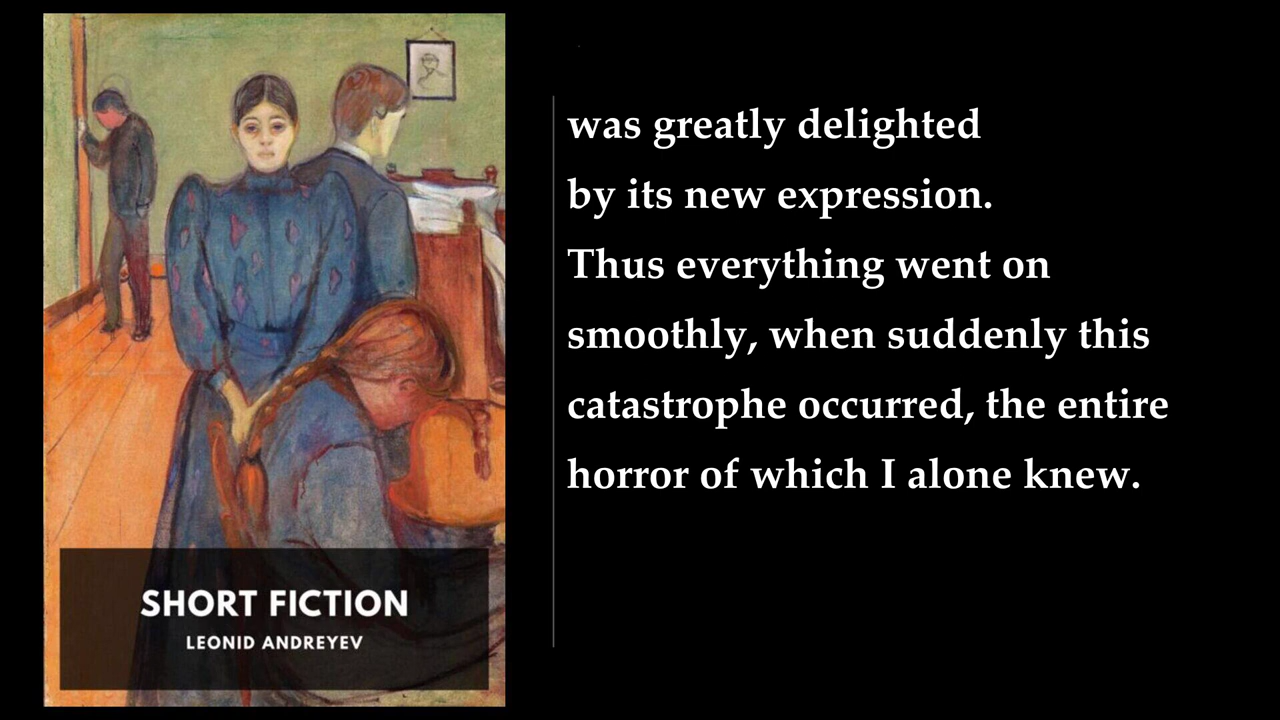 was greatly delighted
by its new expression.
Thus everything went on
smoothly, when suddenly this
catastrophe occurred, the entire
horror of which I alone knew.
SHORT FICTION
LEONID ANDREYEV